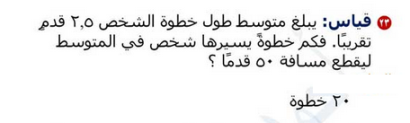 ٢٣ قياس: يبلغ متوسط طول خطوة الشخص ٢,٥ قدمٍ
تقريبًا. فكم خطوةً يسيرها شخص في المتوسط
ليقطع مسافة ٥٠ قدمًا ؟
٢٠ خطوة